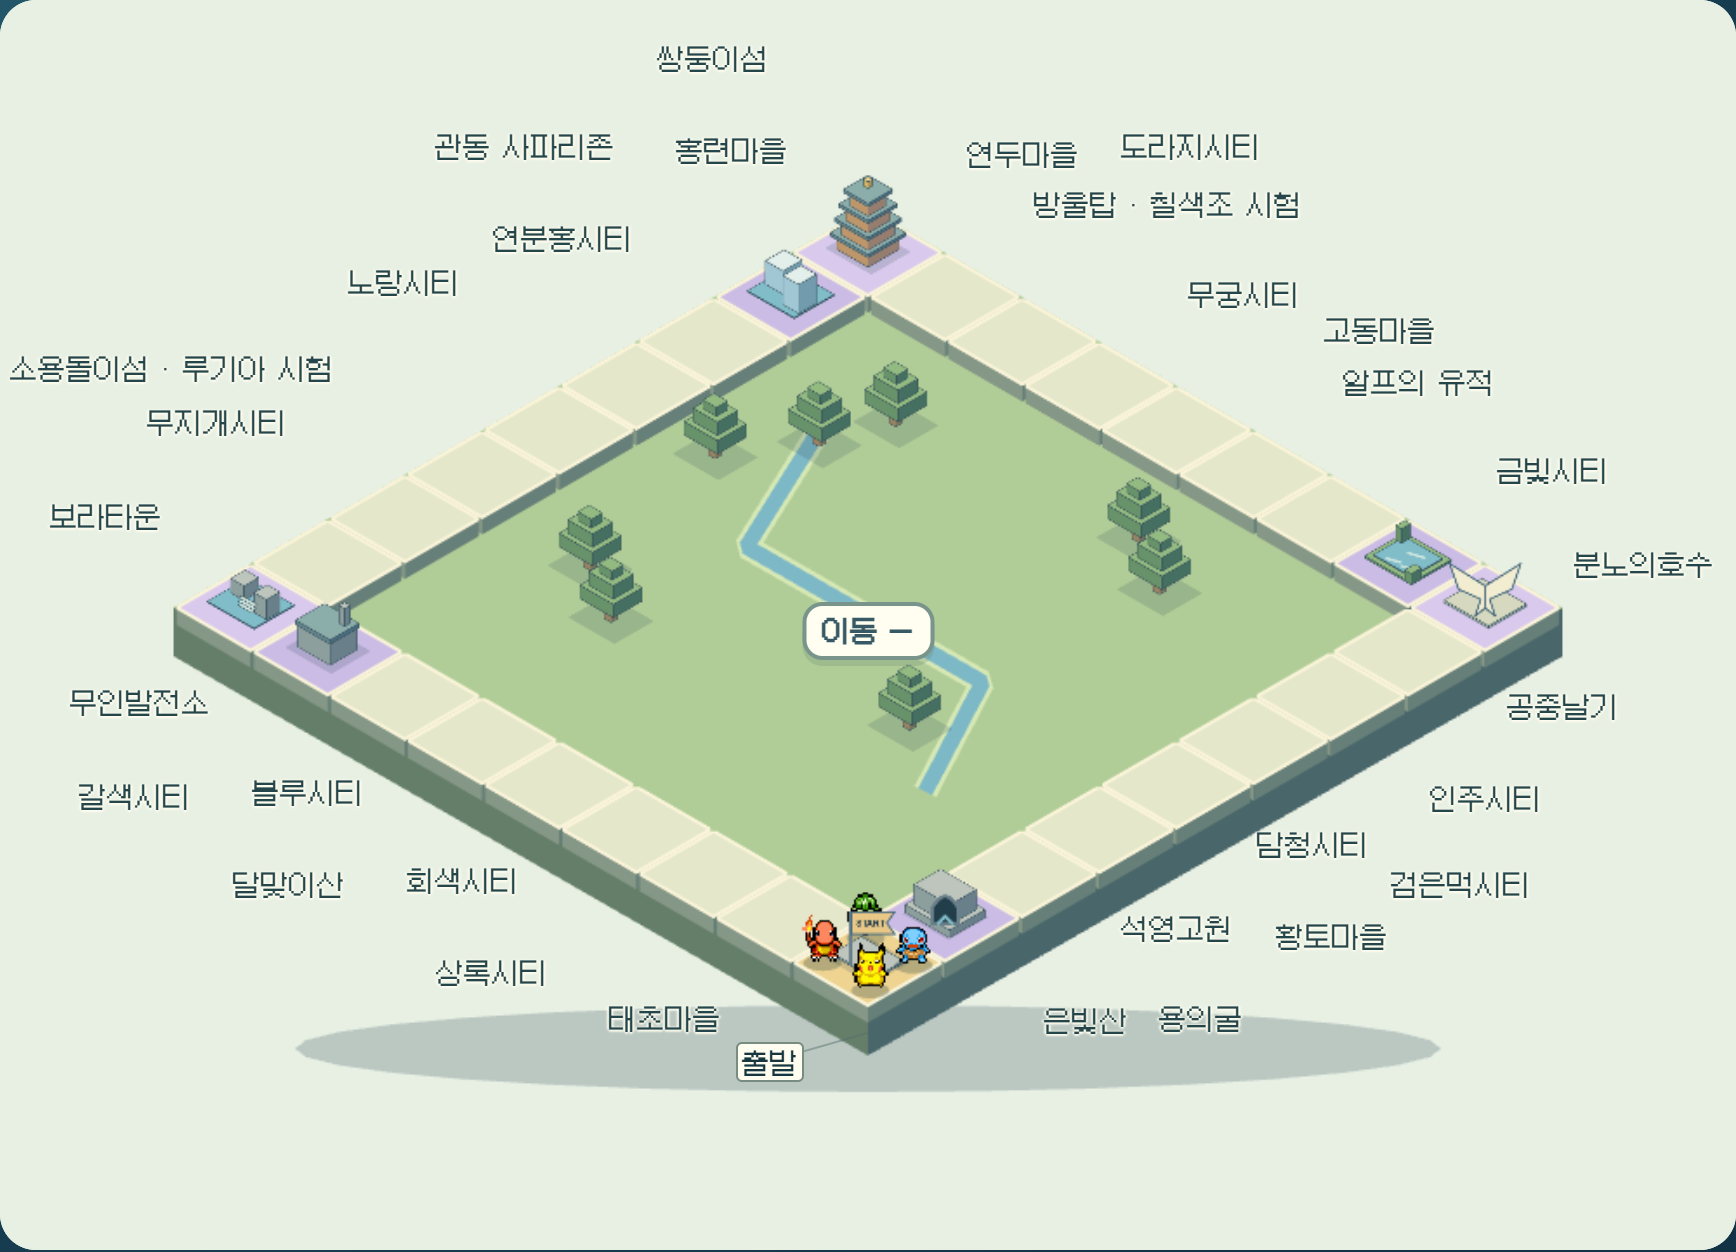 쌍둥이섬
관동 사파리존
홍련마을
연두마을
도라지시티
방울탑 · 칠색조 시험
연분홍시티
노랑시티
무궁시티
고동마을
소용돌이섬 · 루기아 시험
알프의 유적
무지개시티
금빛시티
보라타운
분노의호수
이동 –
무인발전소
공중날기
갈색시티
블루시티
인주시티
담청시티
달맞이산
회색시티
검은먹시티
START
석영고원
황토마을
상록시티
태초마을
은빛산
용의굴
출발